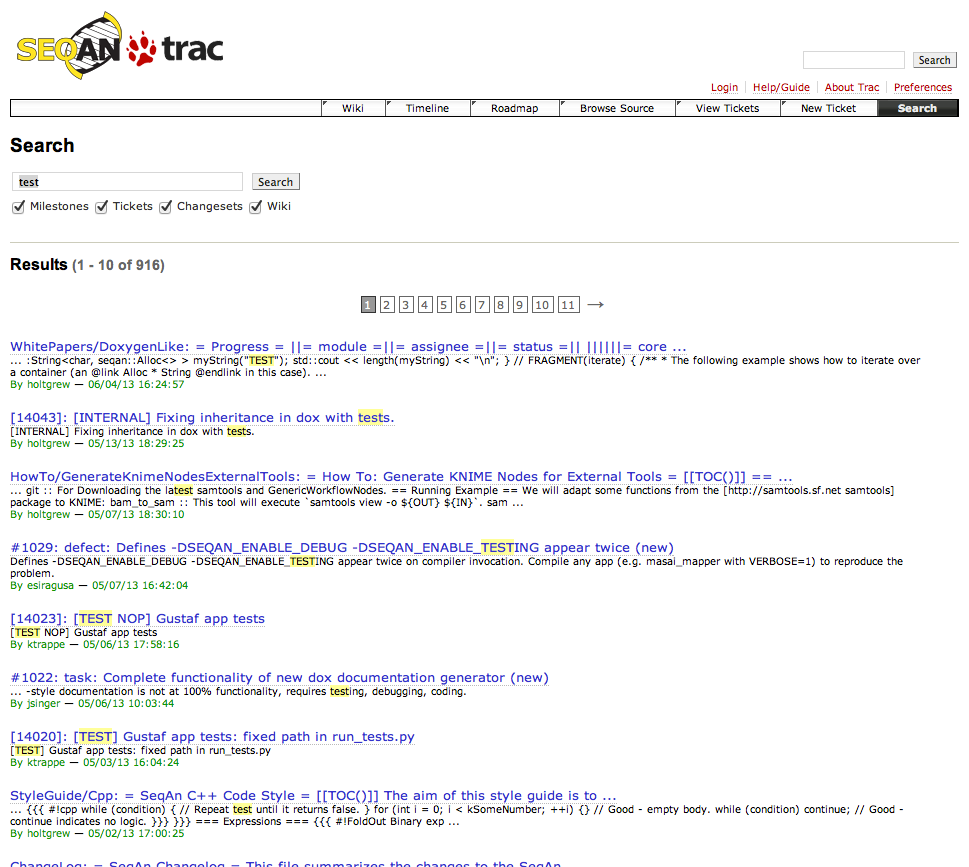 SEQAN trac
Search
Login Help/Guide About Trac Preferences
Wiki Timeline Roadmap Browse Source View Tickets New Ticket Search
Search
test Search
Milestones Tickets Changesets Wiki
Results (1 - 10 of 916)
1 2 3 4 5 6 7 8 9 10 11 →
WhitePapers/DoxygenLike: = Progress = ||= module =||= assignee =||= status =|| ||||||= core ...
... :String<char, seqan::Alloc<> > myString("TEST"); std::cout << length(myString) << "\n"; } // FRAGMENT(iterate) { /** * The following example shows how to iterate over
a container (an @link Alloc * String @endlink in this case). ...
By holtgrew — 06/04/13 16:24:57
[14043]: [INTERNAL] Fixing inheritance in dox with tests.
[INTERNAL] Fixing inheritance in dox with tests.
By holtgrew — 05/13/13 18:29:25
HowTo/GenerateKnimeNodesExternalTools: = How To: Generate KNIME Nodes for External Tools = [[TOC()]] == ...
... git :: For Downloading the latest samtools and GenericWorkflowNodes. == Running Example == We will adapt some functions from the [http://samtools.sf.net samtools]
package to KNIME: bam_to_sam :: This tool will execute `samtools view -o ${OUT} ${IN}`. sam ...
By holtgrew — 05/07/13 18:30:10
#1029: defect: Defines -DSEQAN_ENABLE_DEBUG -DSEQAN_ENABLE_TESTING appear twice (new)
Defines -DSEQAN_ENABLE_DEBUG -DSEQAN_ENABLE_TESTING appear twice on compiler invocation. Compile any app (e.g. masai_mapper with VERBOSE=1) to reproduce the
problem.
By esiragusa — 05/07/13 16:42:04
[14023]: [TEST NOP] Gustaf app tests
[TEST NOP] Gustaf app tests
By ktrappe — 05/06/13 17:58:16
#1022: task: Complete functionality of new dox documentation generator (new)
... -style documentation is not at 100% functionality, requires testing, debugging, coding.
By jsinger — 05/06/13 10:03:44
[14020]: [TEST] Gustaf app tests: fixed path in run_tests.py
[TEST] Gustaf app tests: fixed path in run_tests.py
By ktrappe — 05/03/13 16:04:24
StyleGuide/Cpp: = SeqAn C++ Code Style = [[TOC()]] The aim of this style guide is to ...
... {{{ #!cpp while (condition) { // Repeat test until it returns false. } for (int i = 0; i < kSomeNumber; ++i) {} // Good - empty body. while (condition) continue; // Good -
continue indicates no logic. }}} }}} === Expressions === {{{ #!FoldOut Binary exp ...
By holtgrew — 05/02/13 17:00:25
ChangeLog: = SeqAn Changelog = This file summarizes the changes to the SeqAn